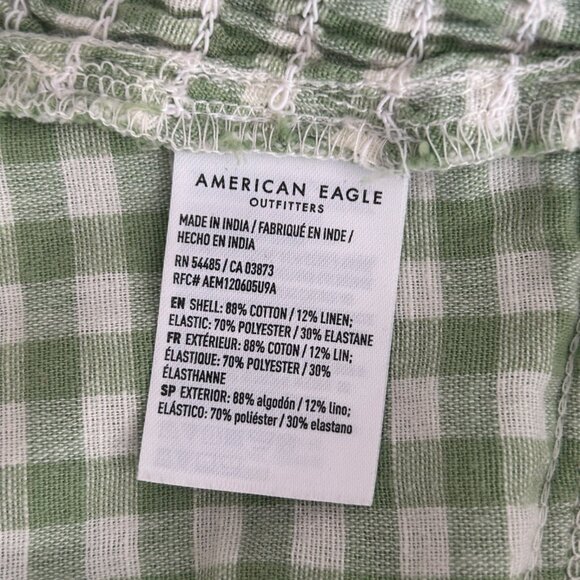 AMERICAN EAGLE
OUTFITTERS
MADE IN INDIA / FABRIQUÉ EN INDE /
HECHO EN INDIA
RN 54485 / CA 03873
RFC# AEM120605U9A
EN SHELL: 88% COTTON / 12% LINEN;
ELASTIC: 70% POLYESTER / 30% ELASTANE
FR EXTÉRIEUR: 88% COTON / 12% LIN;
ÉLASTIQUE: 70% POLYESTER / 30%
ÉLASTHANNE
SP EXTERIOR: 88% algodón / 12% lino;
ELÁSTICO: 70% poliéster / 30% elastano